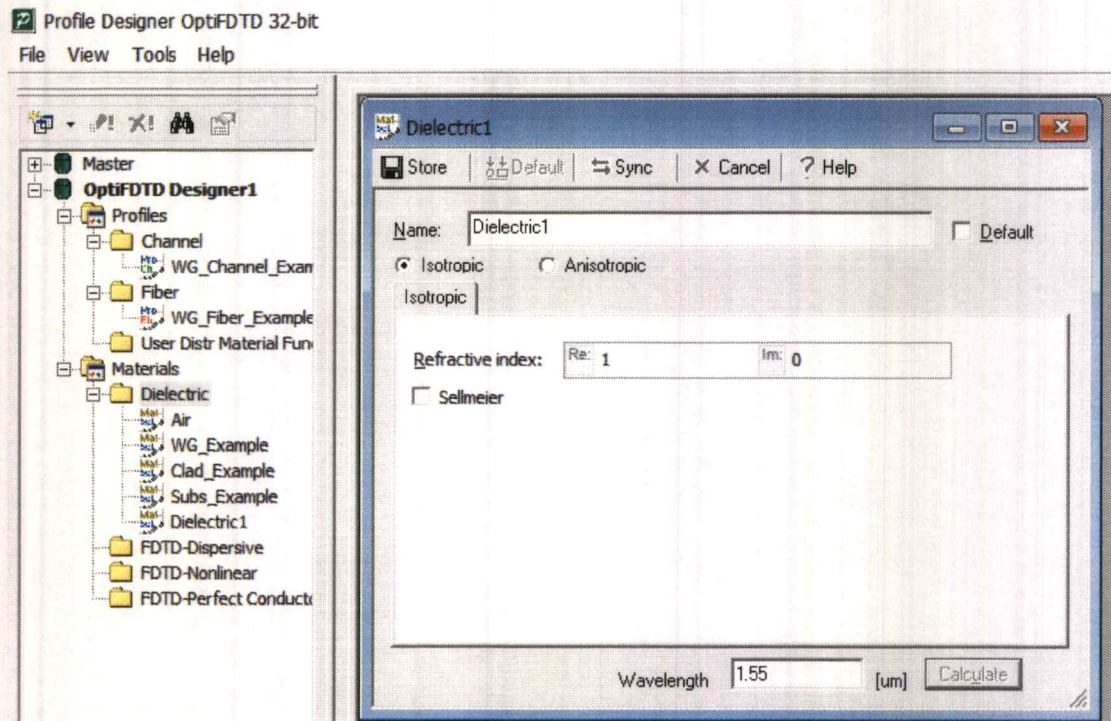 Profile Designer OptiFDTD 32-bit
File View Tools Help
Master
OptiFDTD Designer1
Profiles
Channel
WG_Channel_Exam
Fiber
WG_Fiber_Example
User Distr Material Fun
Materials
Dielectric
Air
WG_Example
Clad_Example
Subs_Example
Dielectric1
FDTD-Dispersive
FDTD-Nonlinear
FDTD-Perfect Conducto
Dielectric1
Store Default Sync Cancel ? Help
Name: Dielectric1 Default
Isotropic Anisotropic
Isotropic
Refractive index: Re: 1 Im: 0
Sellmeier
Wavelength 1.55 [um] Calculate